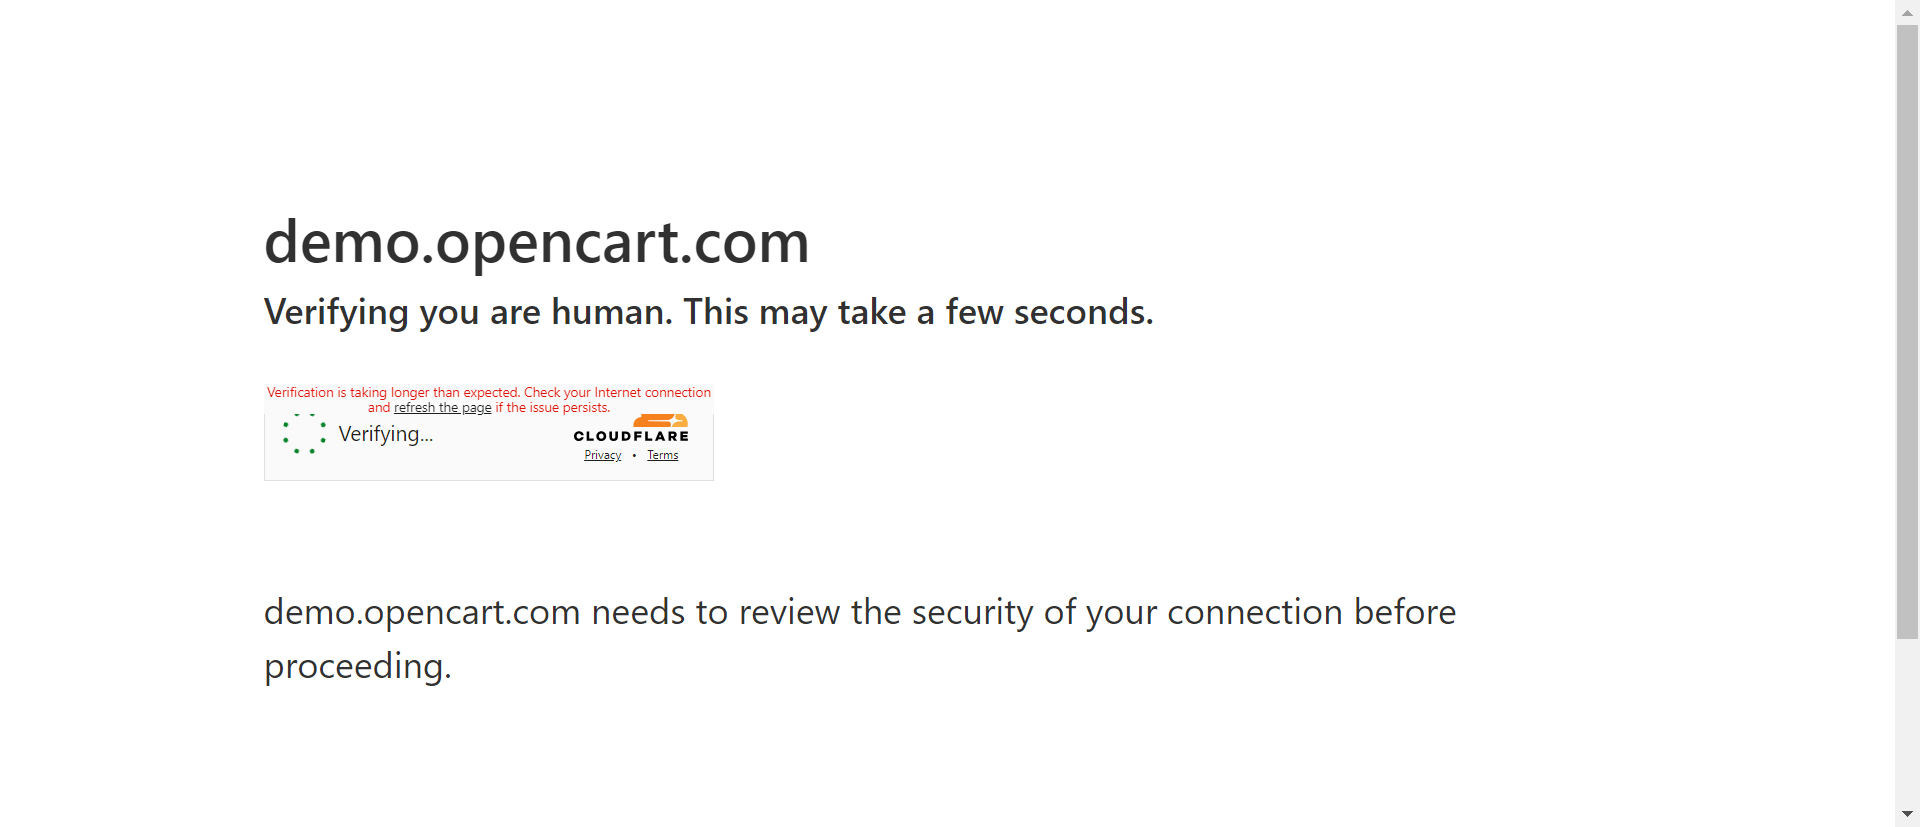 demo.opencart.com
Verifying you are human. This may take a few seconds.
Verification is taking longer than expected. Check your Internet connection
and refresh the page if the issue persists.
Verifying...
CLOUDFLARE
Privacy • Terms
demo.opencart.com needs to review the security of your connection before
proceeding.